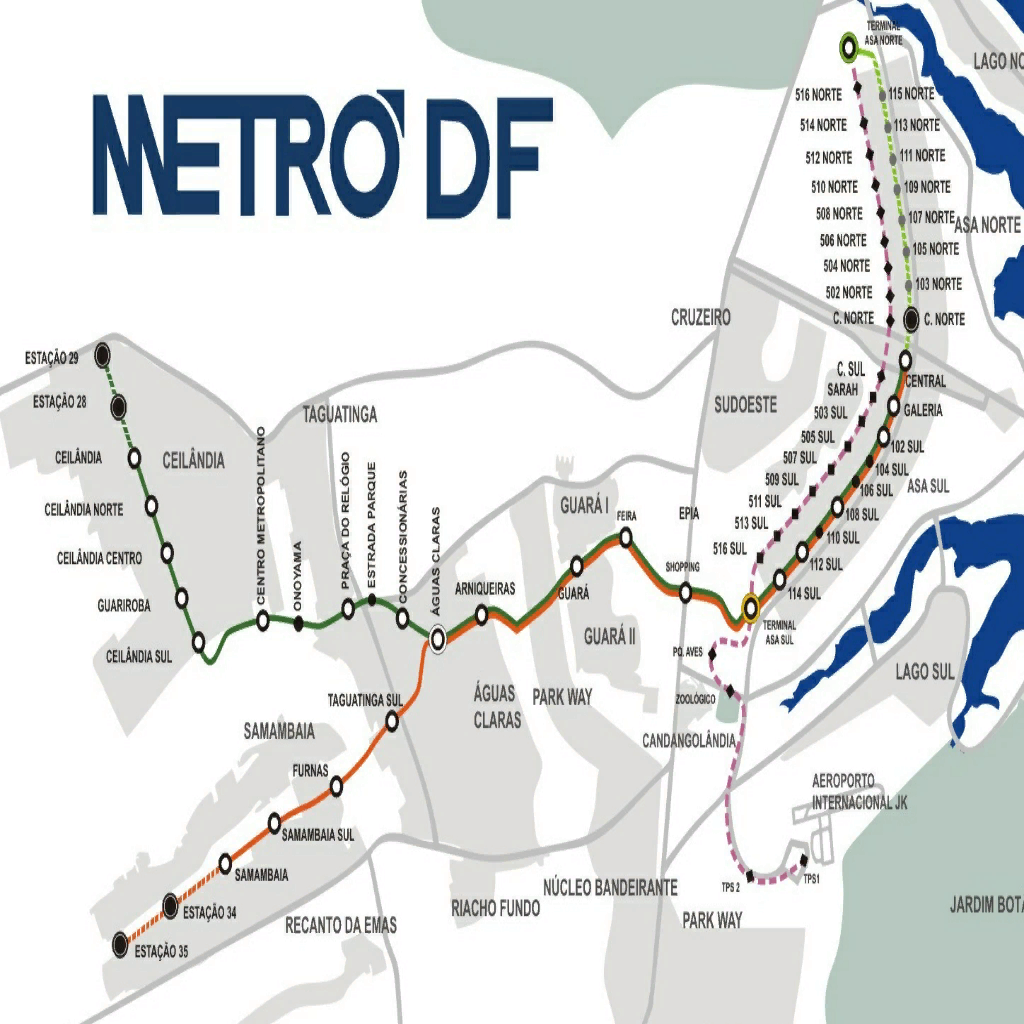 METRÔ DF
TERMINAL
ASA NORTE
LAGO NO
516 NORTE
115 NORTE
514 NORTE
113 NORTE
512 NORTE
111 NORTE
510 NORTE
109 NORTE
508 NORTE
107 NORTE
ASA NORTE
506 NORTE
105 NORTE
504 NORTE
103 NORTE
502 NORTE
C. NORTE
C. NORTE
CRUZEIRO
ESTAÇÃO 29
C. SUL
CENTRAL
SARAH
ESTAÇÃO 28
SUDOESTE
503 SUL
GALERIA
TAGUATINGA
505 SUL
102 SUL
CEILÂNDIA
CEILÂNDIA
507 SUL
104 SUL
509 SUL
106 SUL
ASA SUL
CEILÂNDIA NORTE
511 SUL
108 SUL
GUARÁ I
FEIRA
EPIA
513 SUL
110 SUL
CEILÂNDIA CENTRO
516 SUL
112 SUL
SHOPPING
114 SUL
CENTRO METROPOLITANO
ONOYAMA
PRAÇA DO RELÓGIO
ESTRADA PARQUE
CONCESSIONÁRIAS
ÁGUAS CLARAS
ARNIQUEIRAS
GUARÁ
GUARIROBA
GUARÁ II
TERMINAL
ASA SUL
CEILÂNDIA SUL
PQ. AVES
LAGO SUL
TAGUATINGA SUL
ÁGUAS
CLARAS
PARK WAY
ZOOLÓGICO
SAMAMBAIA
CANDANGOLÂNDIA
FURNAS
AEROPORTO
INTERNACIONAL JK
SAMAMBAIA SUL
SAMAMBAIA
TPS 2
TPS1
NÚCLEO BANDEIRANTE
ESTAÇÃO 34
RIACHO FUNDO
JARDIM BOTA
RECANTO DA EMAS
PARK WAY
ESTAÇÃO 35